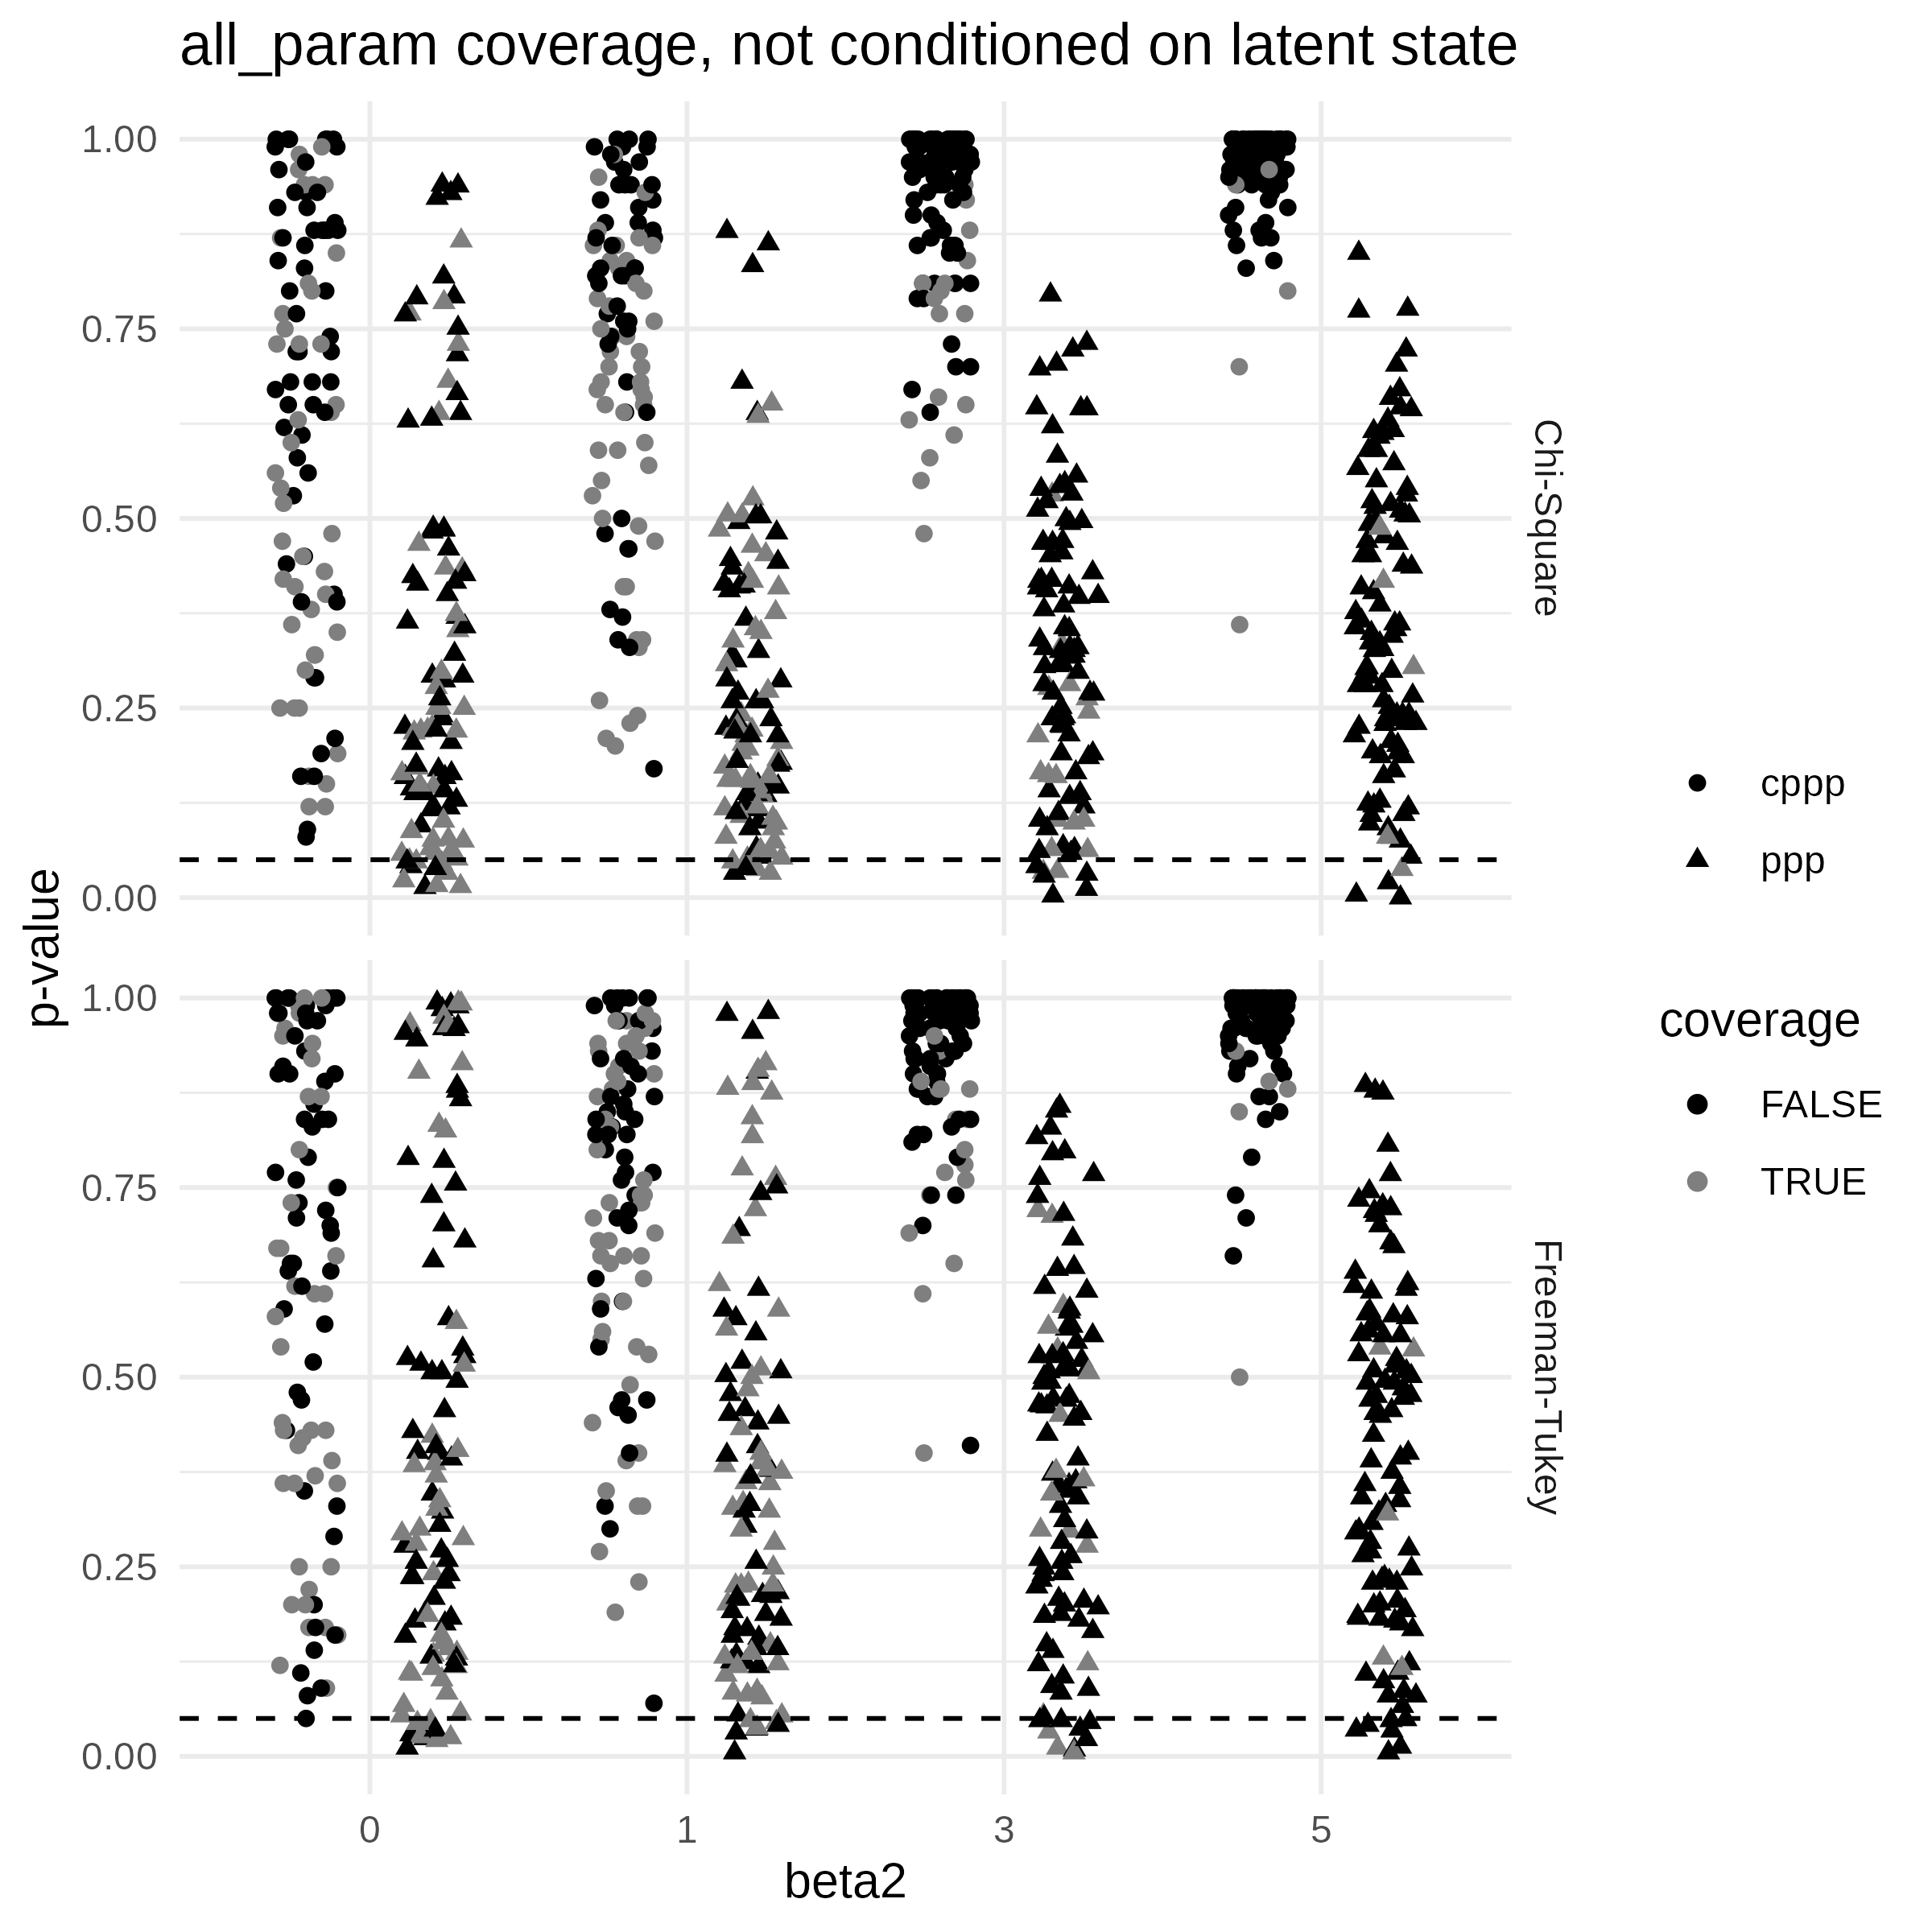 all_param coverage, not conditioned on latent state
1.00
0.75
0.50
0.25
0.00
Chi-Square
1.00
0.75
0.50
0.25
0.00
Freeman-Tukey
p-value
0 1 3 5
beta2
cppp
ppp
coverage
FALSE
TRUE